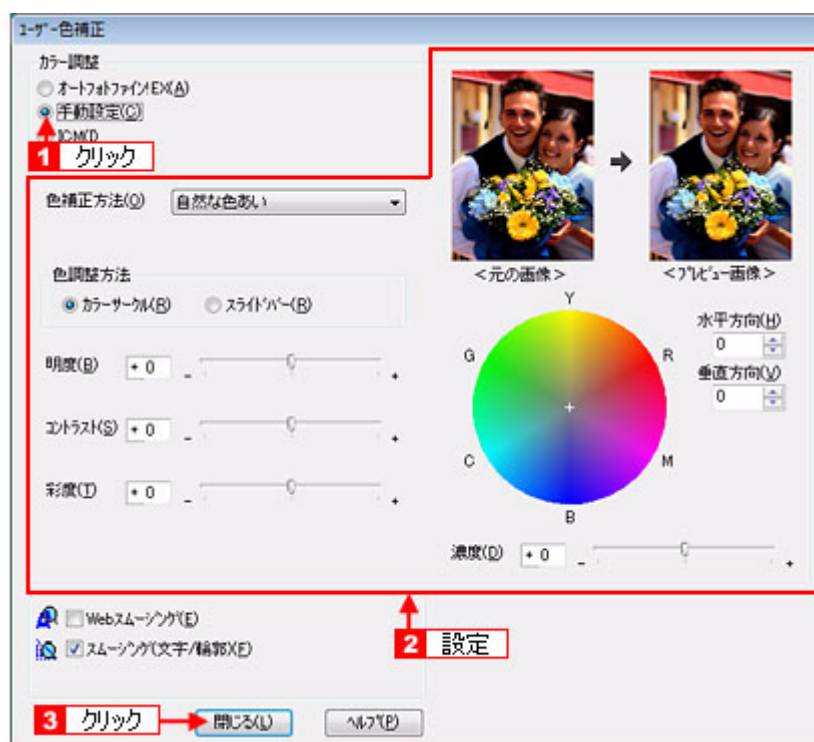 ﾕｰｻﾞｰ色補正
ｶﾗｰ調整
ｵｰﾄﾌｫﾄﾌｧｲﾝ!EX(A)
手動設定(C)
ICM(I)
1 クリック
色補正方法(O) 自然な色あい
色調整方法
ｶﾗｰｻｰｸﾙ(R) ｽﾗｲﾄﾞﾊﾞｰ(R)
明度(B) + 0 - +
ｺﾝﾄﾗｽﾄ(S) + 0 - +
彩度(T) + 0 - +
<元の画像>
<ﾌﾟﾚﾋﾞｭｰ画像>
Y
G R
C M
B
水平方向(H)
0
垂直方向(V)
0
濃度(D) + 0 - +
Webｽﾑｰｼﾞﾝｸﾞ(E)
ｽﾑｰｼﾞﾝｸﾞ(文字/輪郭)(F)
2 設定
3 クリック
閉じる(L) ﾍﾙﾌﾟ(P)